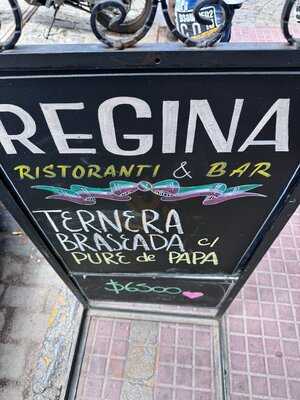 REGINA
RISTORANTI & BAR
TERNERA
BRASEADA c/
PURE de PAPA
$6500